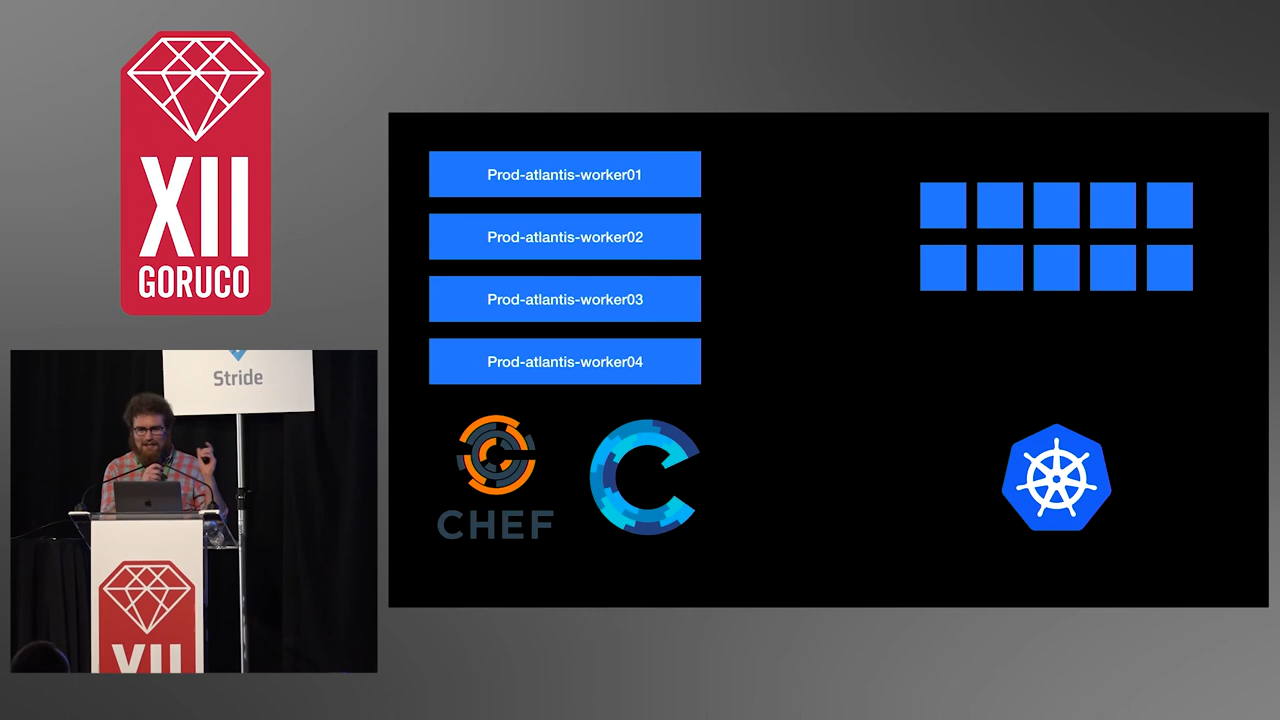 XII
GORUCO
Stride
XII
Prod-atlantis-worker01
Prod-atlantis-worker02
Prod-atlantis-worker03
Prod-atlantis-worker04
CHEF